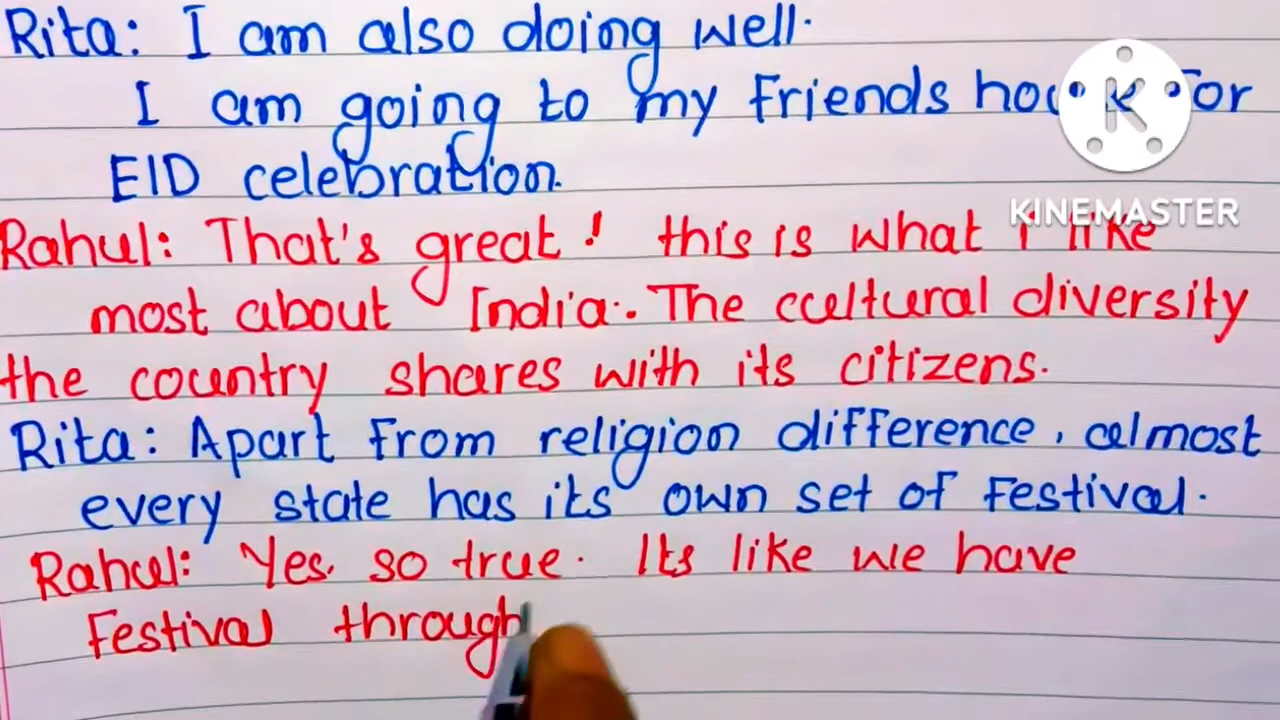 Rita: I am also doing well.
I am going to my Friends For
EID celebration.
KINEMASTER
Rahul: That's great! this is what i like
most about India. The cultural diversity
the country shares with its citizens.
Rita: Apart From religion difference, almost
every state has its own set of Festival.
Rahul: Yes, so true. Its like we have
Festival through